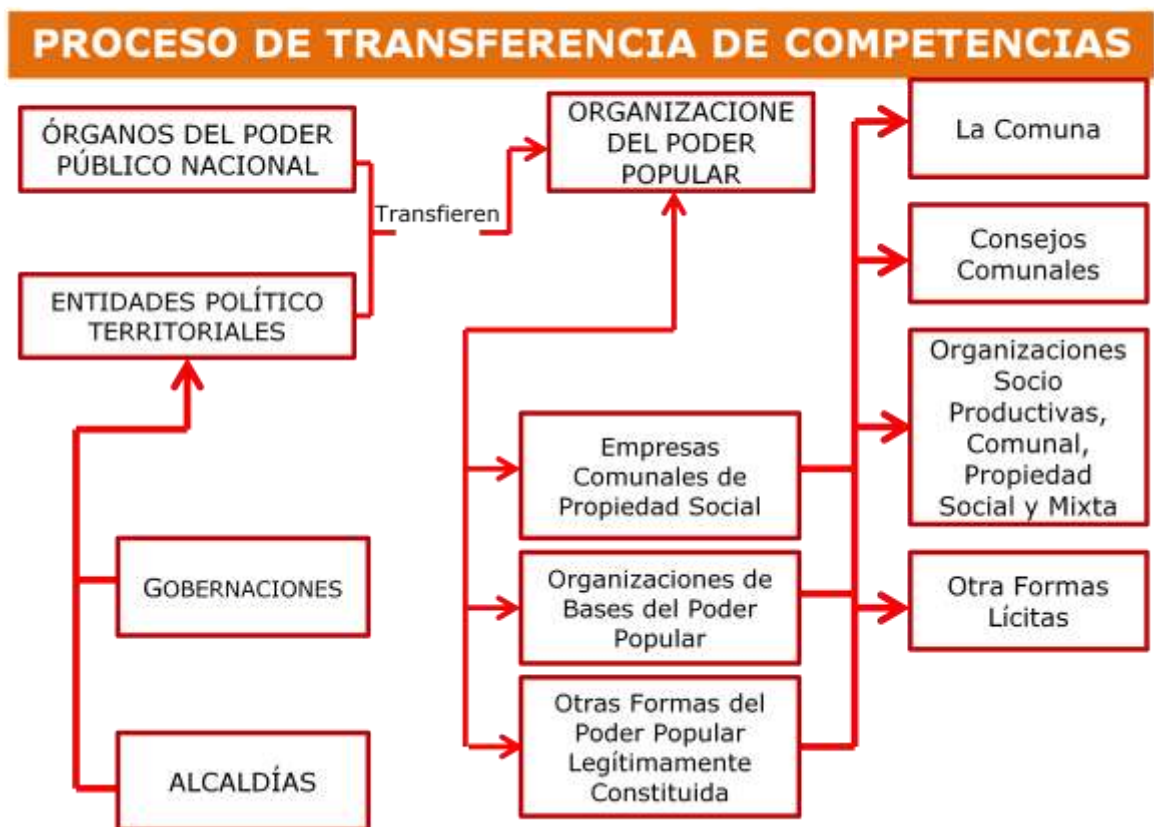 PROCESO DE TRANSFERENCIA DE COMPETENCIAS
ÓRGANOS DEL PODER
PÚBLICO NACIONAL
Transfieren
ENTIDADES POLÍTICO
TERRITORIALES
GOBERNACIONES
ALCALDÍAS
ORGANIZACIONE
DEL PODER
POPULAR
Empresas
Comunales de
Propiedad Social
Organizaciones de
Bases del Poder
Popular
Otras Formas del
Poder Popular
Legítimamente
Constituida
La Comuna
Consejos
Comunales
Organizaciones
Socio
Productivas,
Comunal,
Propiedad
Social y Mixta
Otra Formas
Lícitas